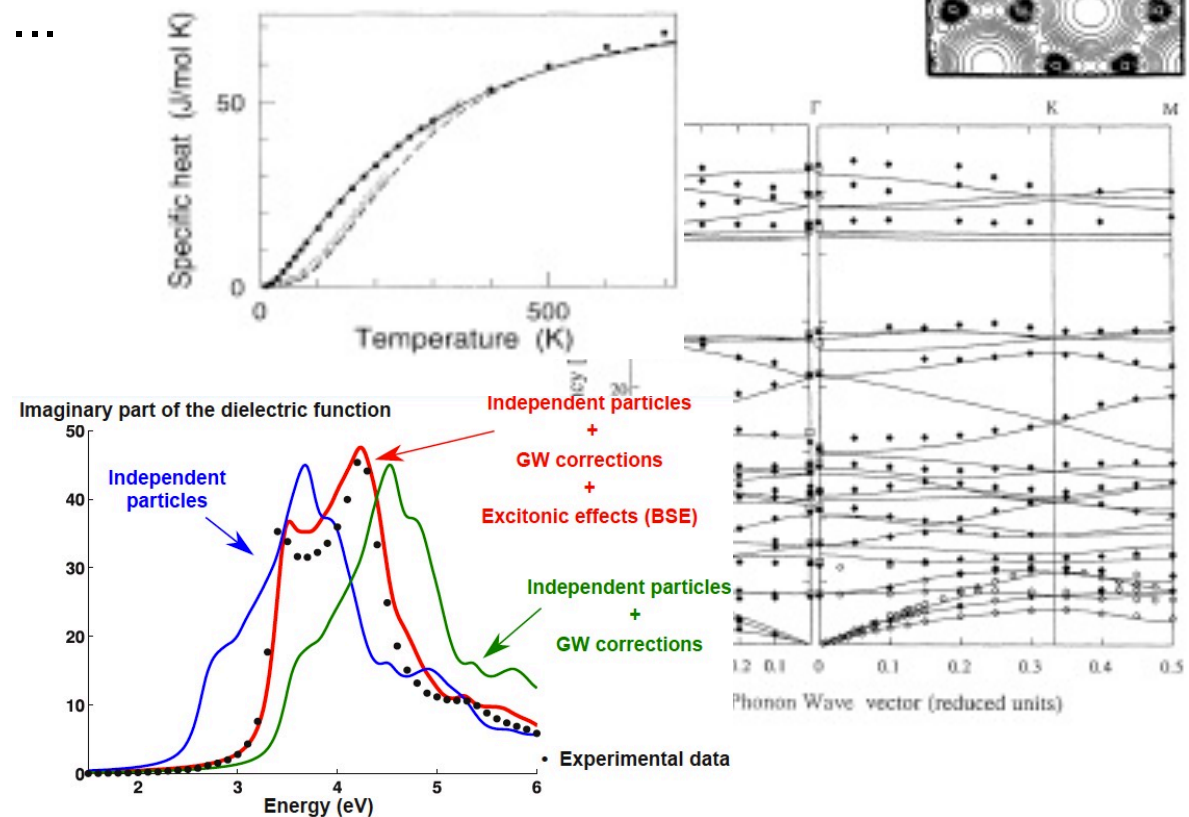 ...
Specific heat (J/mol K)
50
0
0
500
Temperature (K)
Γ
K
M
20
1.2 0.1 0 0.1 0.2 0.3 0.4 0.5
Phonon Wave vector (reduced units)
Imaginary part of the dielectric function
50
40
30
20
10
0
2 3 4 5 6
Energy (eV)
Independent
particles
Independent particles
+
GW corrections
+
Excitonic effects (BSE)
Independent particles
+
GW corrections
• Experimental data